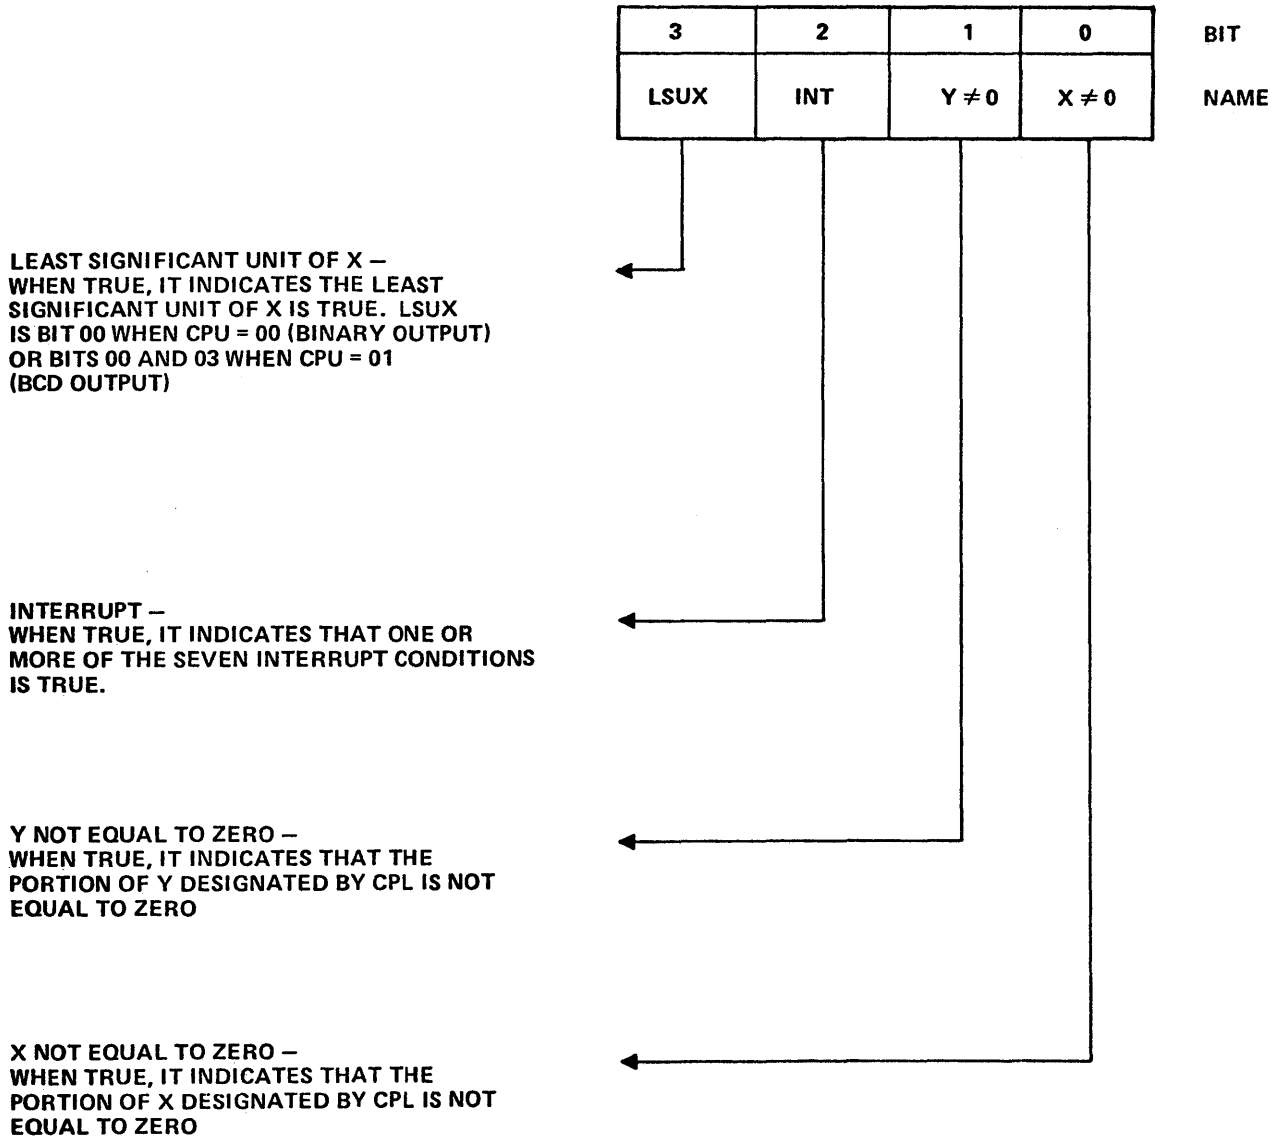 3 2 1 0 BIT
LSUX INT Y ≠ 0 X ≠ 0 NAME
LEAST SIGNIFICANT UNIT OF X –
WHEN TRUE, IT INDICATES THE LEAST
SIGNIFICANT UNIT OF X IS TRUE. LSUX
IS BIT 00 WHEN CPU = 00 (BINARY OUTPUT)
OR BITS 00 AND 03 WHEN CPU = 01
(BCD OUTPUT)
INTERRUPT –
WHEN TRUE, IT INDICATES THAT ONE OR
MORE OF THE SEVEN INTERRUPT CONDITIONS
IS TRUE.
Y NOT EQUAL TO ZERO –
WHEN TRUE, IT INDICATES THAT THE
PORTION OF Y DESIGNATED BY CPL IS NOT
EQUAL TO ZERO
X NOT EQUAL TO ZERO –
WHEN TRUE, IT INDICATES THAT THE
PORTION OF X DESIGNATED BY CPL IS NOT
EQUAL TO ZERO